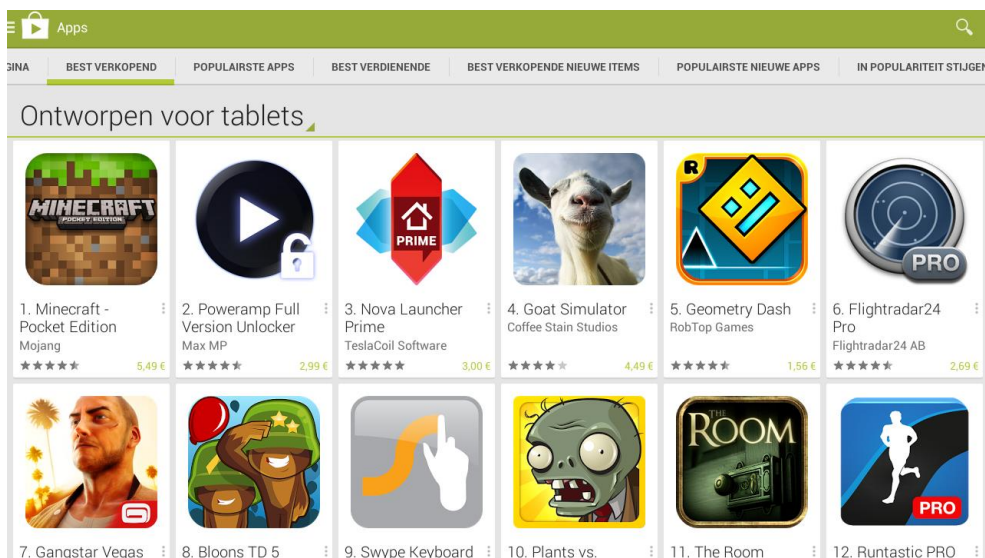 Apps
GINA BEST VERKOPEND POPULAIRSTE APPS BEST VERDIENENDE BEST VERKOPENDE NIEUWE ITEMS POPULAIRSTE NIEUWE APPS IN POPULARITEIT STIJGEN
Ontworpen voor tablets
MINECRAFT
POCKET EDITION
PRIME
R
PRO
1. Minecraft - Pocket Edition
Mojang
5,49 €
2. Poweramp Full Version Unlocker
Max MP
2,99 €
3. Nova Launcher Prime
TeslaCoil Software
3,00 €
4. Goat Simulator
Coffee Stain Studios
4,49 €
5. Geometry Dash
RobTop Games
1,56 €
6. Flightradar24 Pro
Flightradar24 AB
2,69 €
THE
ROOM
PRO
7. Gangstar Vegas
8. Bloons TD 5
9. Swype Keyboard
10. Plants vs.
11. The Room
12. Runtastic PRO